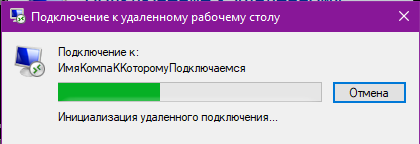 Подключение к удаленному рабочему столу
Подключение к:
ИмяКомпаККоторомуПодключаемся
Отмена
Инициализация удаленного подключения...